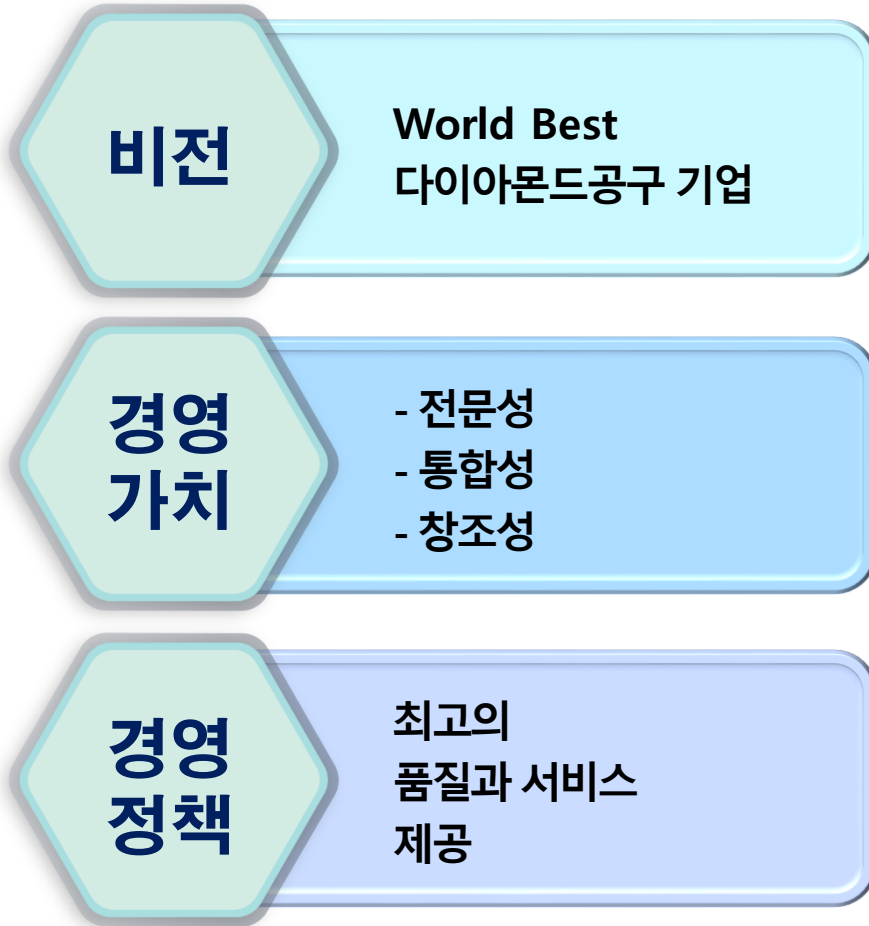 비전
World Best
다이아몬드공구 기업
경영
가치
- 전문성
- 통합성
- 창조성
경영
정책
최고의
품질과 서비스
제공